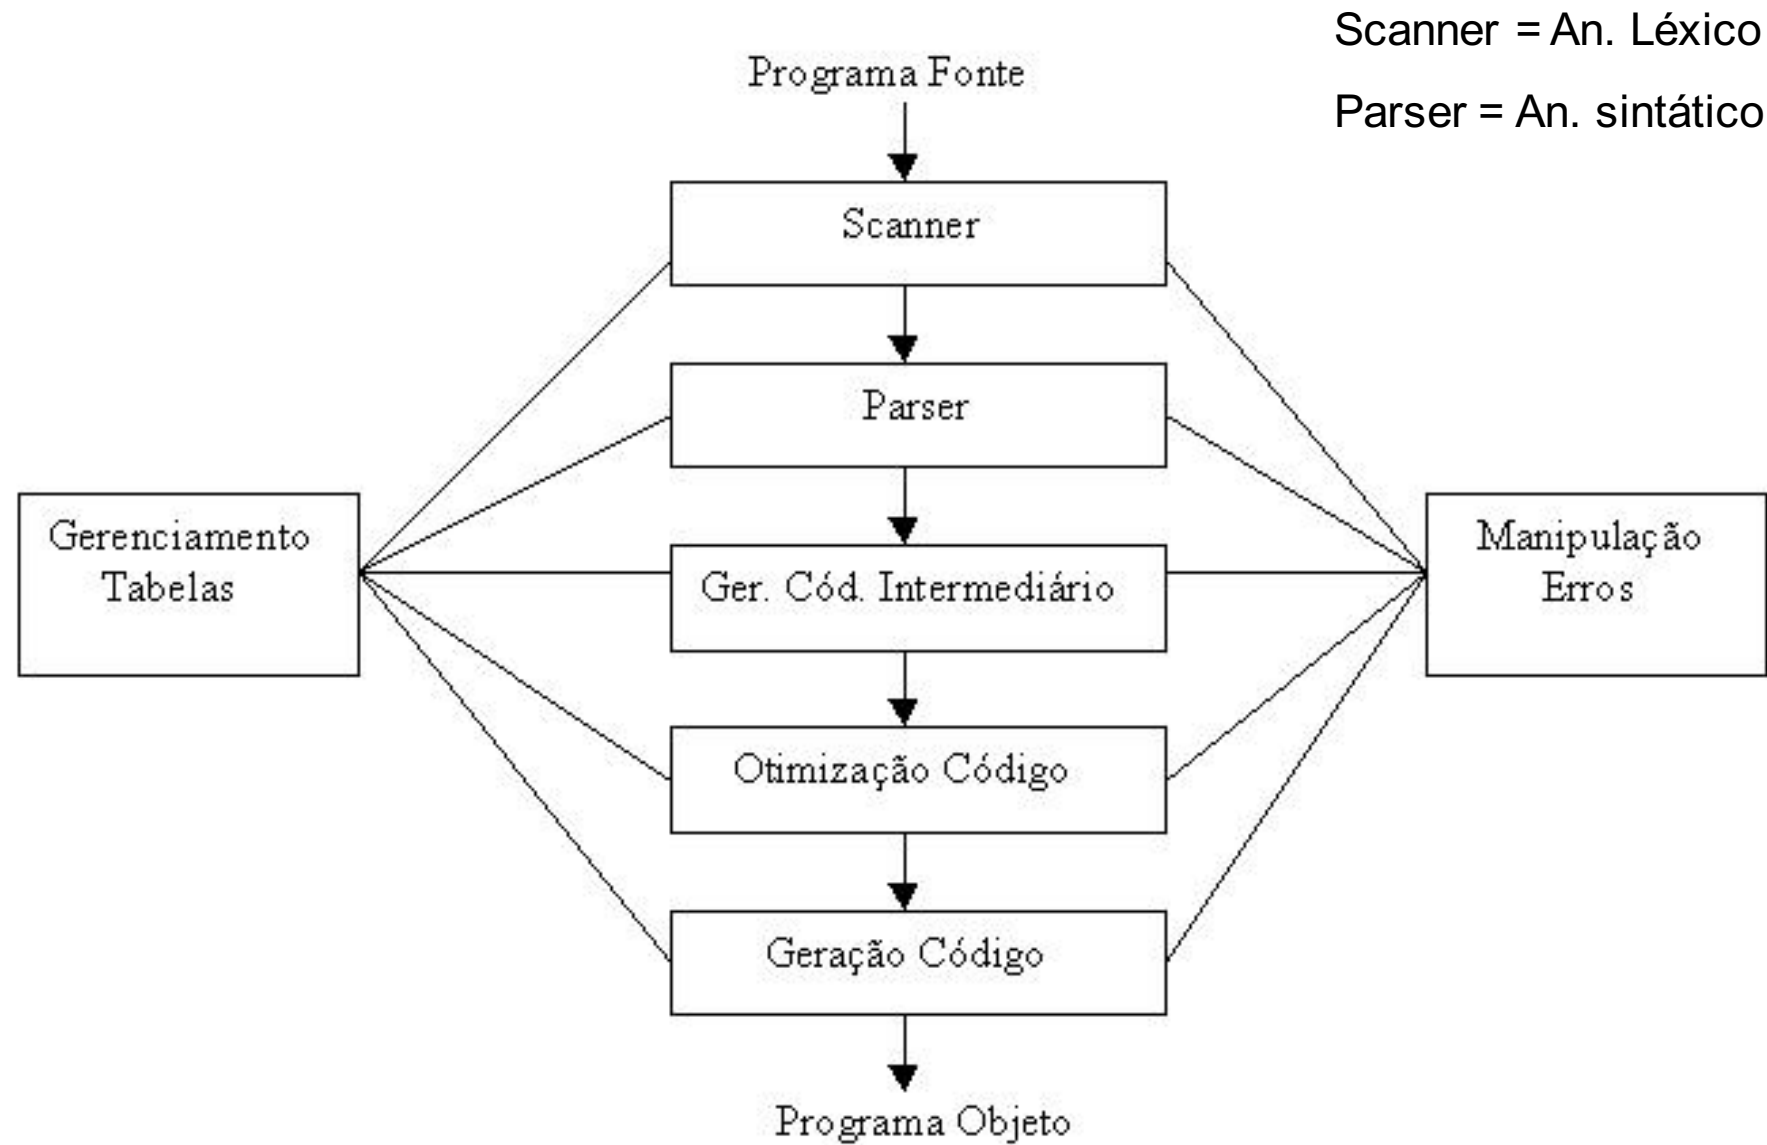 Scanner = An. Léxico
Parser = An. sintático
Programa Fonte
Scanner
Parser
Gerenciamento
Tabelas
Ger. Cód. Intermediário
Manipulação
Erros
Otimização Código
Geração Código
Programa Objeto